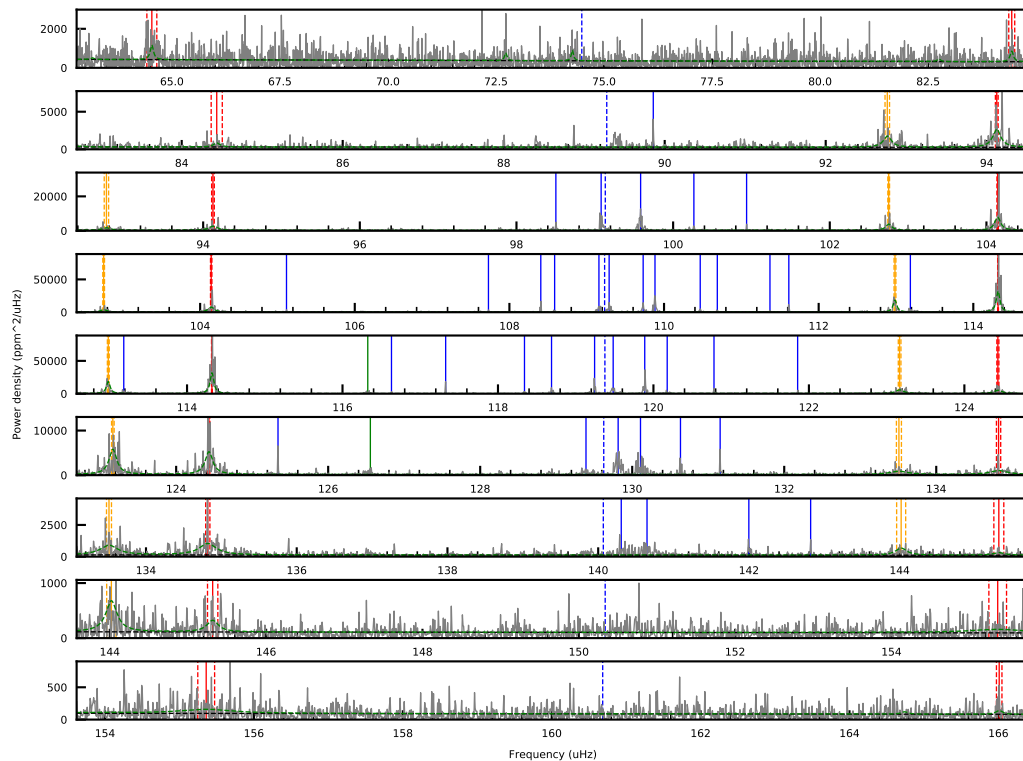 2000
0
65.0 67.5 70.0 72.5 75.0 77.5 80.0 82.5
5000
0
84 86 88 90 92 94
20000
0
94 96 98 100 102 104
50000
0
104 106 108 110 112 114
50000
0
114 116 118 120 122 124
10000
0
124 126 128 130 132 134
2500
0
134 136 138 140 142 144
1000
0
144 146 148 150 152 154
500
0
154 156 158 160 162 164 166
Frequency (uHz)
Power density (ppm^2/uHz)